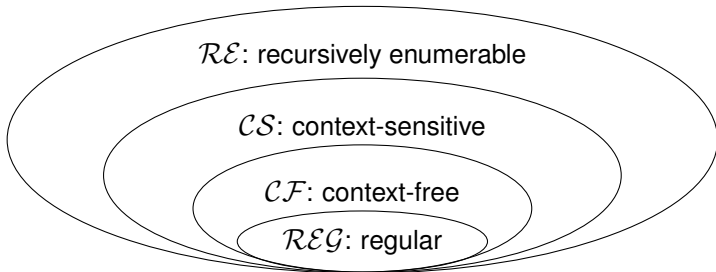 RE: recursively enumerable
CS: context-sensitive
CF: context-free
REG: regular